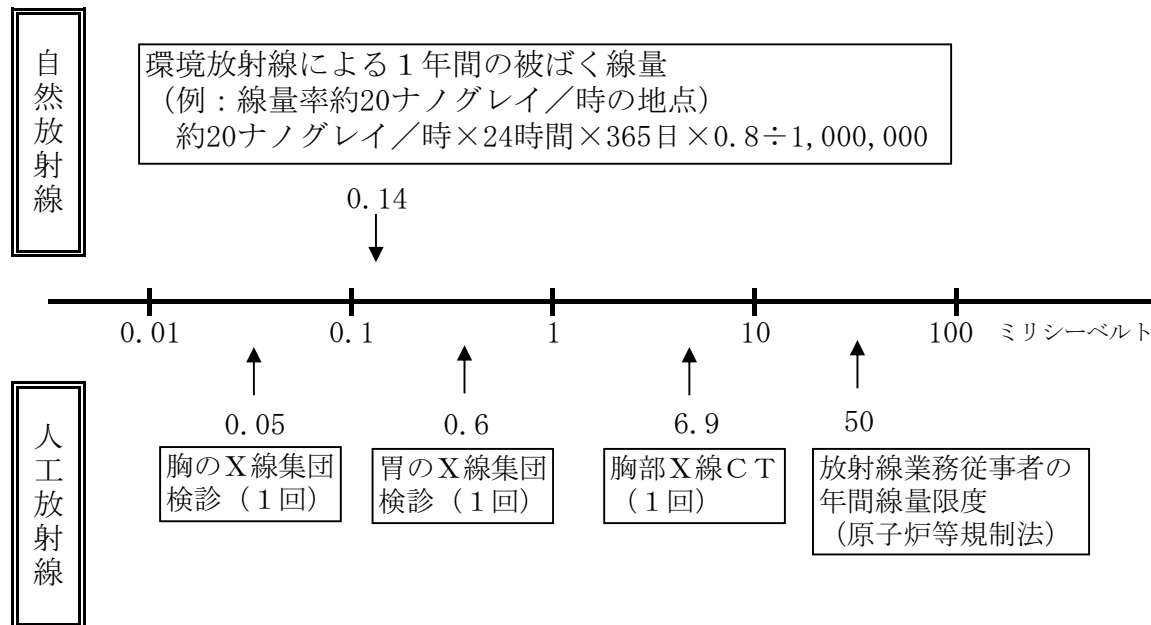 自然放射線
環境放射線による１年間の被ばく線量
（例：線量率約20ナノグレイ／時の地点）
約20ナノグレイ／時×24時間×365日×0.8÷1,000,000
0.14
0.01 0.1 1 10 100 ミリシーベルト
人工放射線
0.05
胸のＸ線集団
検診（１回）
0.6
胃のＸ線集団
検診（１回）
6.9
胸部Ｘ線ＣＴ
（１回）
50
放射線業務従事者の
年間線量限度
（原子炉等規制法）